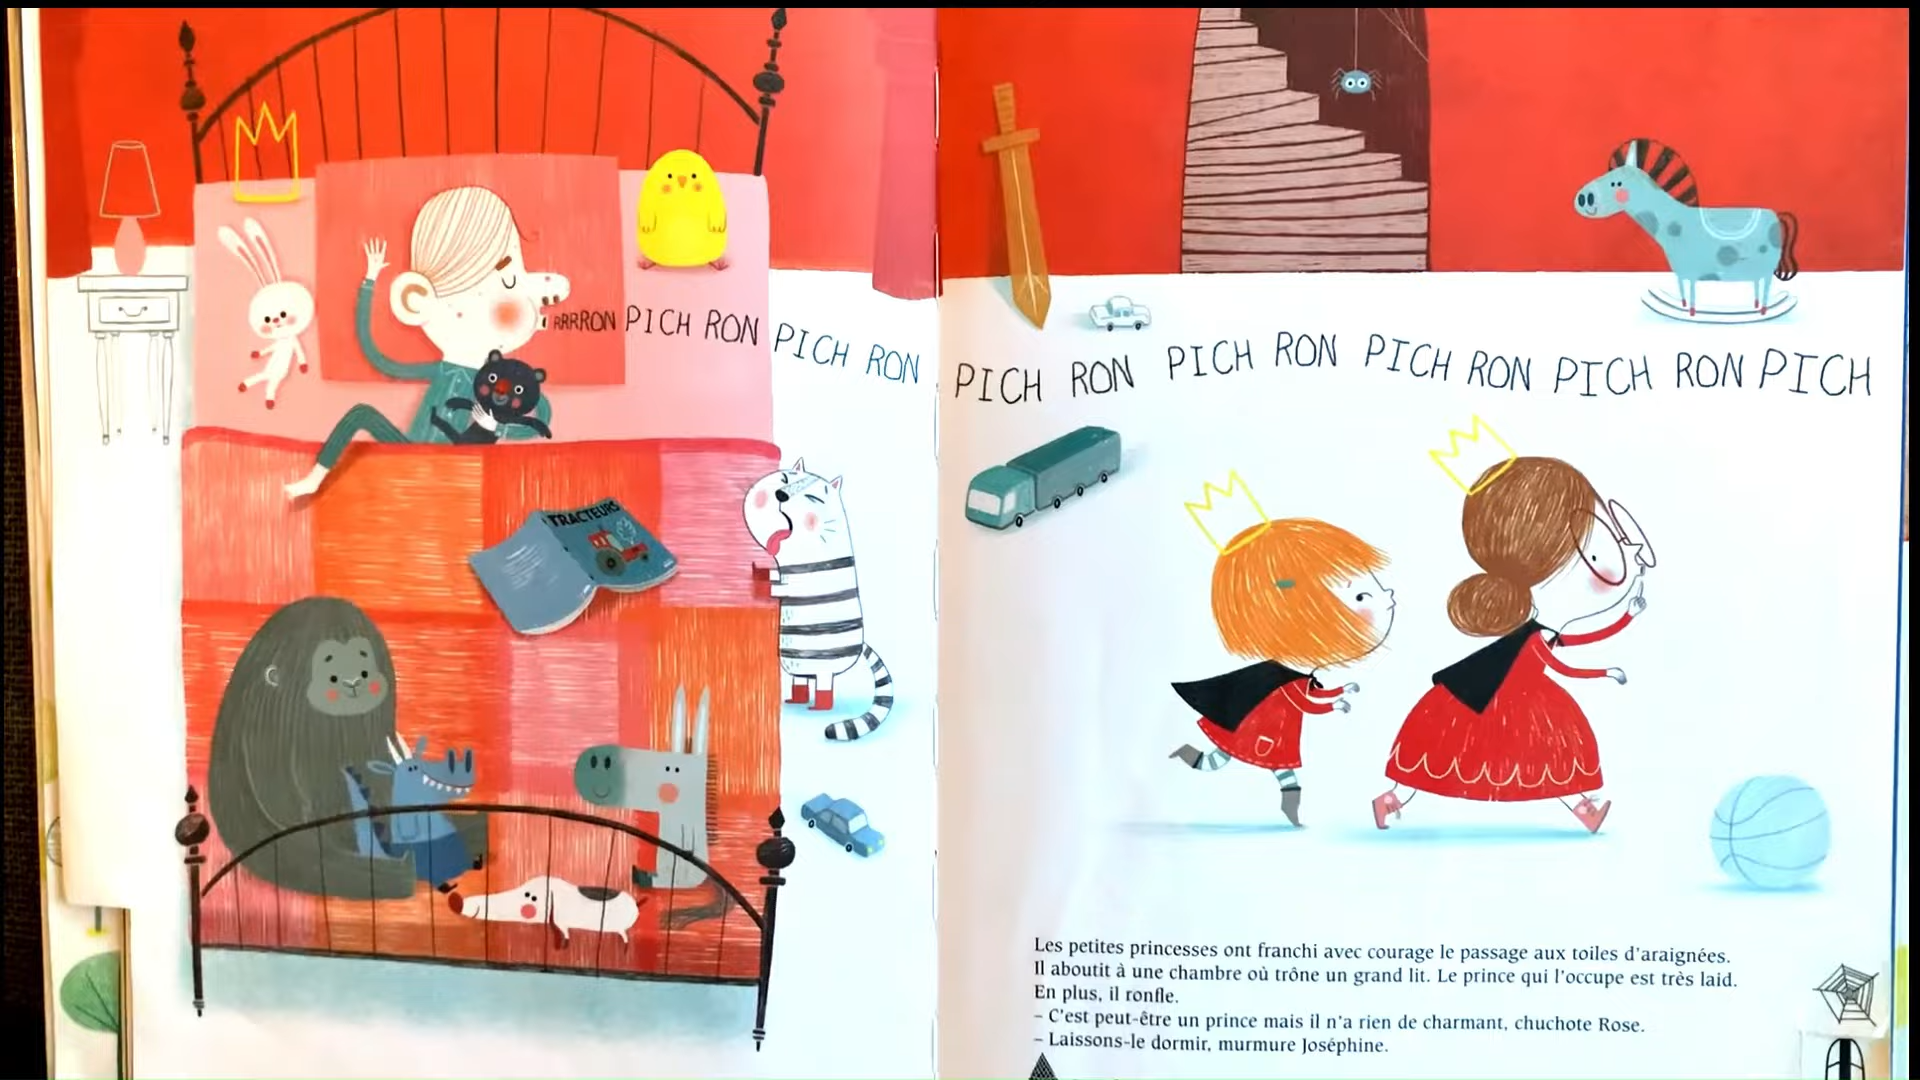 RRRRON PICH RON PICH RON
PICH RON PICH RON PICH RON PICH RON PICH
TRACTEURS
Les petites princesses ont franchi avec courage le passage aux toiles d'araignées.
Il aboutit à une chambre où trône un grand lit. Le prince qui l'occupe est très laid.
En plus, il ronfle.
– C'est peut-être un prince mais il n'a rien de charmant, chuchote Rose.
– Laissons-le dormir, murmure Joséphine.